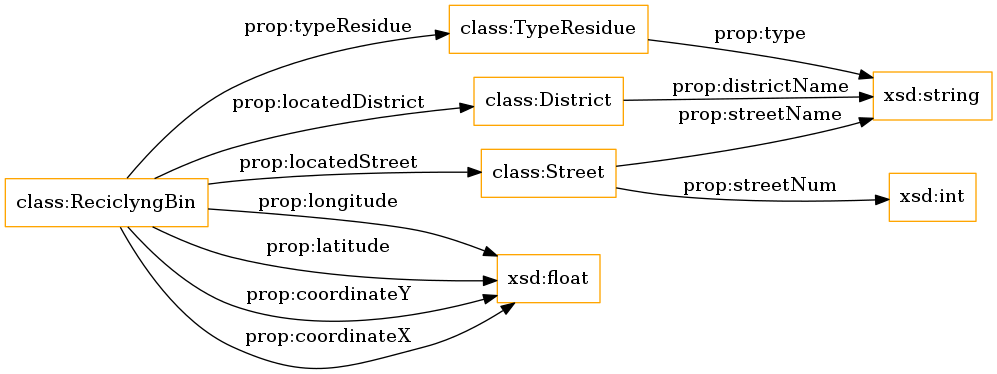 prop:typeResidue
class:TypeResidue
prop:type
prop:locatedDistrict
class:District
prop:districtName
xsd:string
prop:streetName
prop:locatedStreet
class:Street
prop:streetNum
xsd:int
class:ReciclyngBin
prop:longitude
prop:latitude
xsd:float
prop:coordinateY
prop:coordinateX